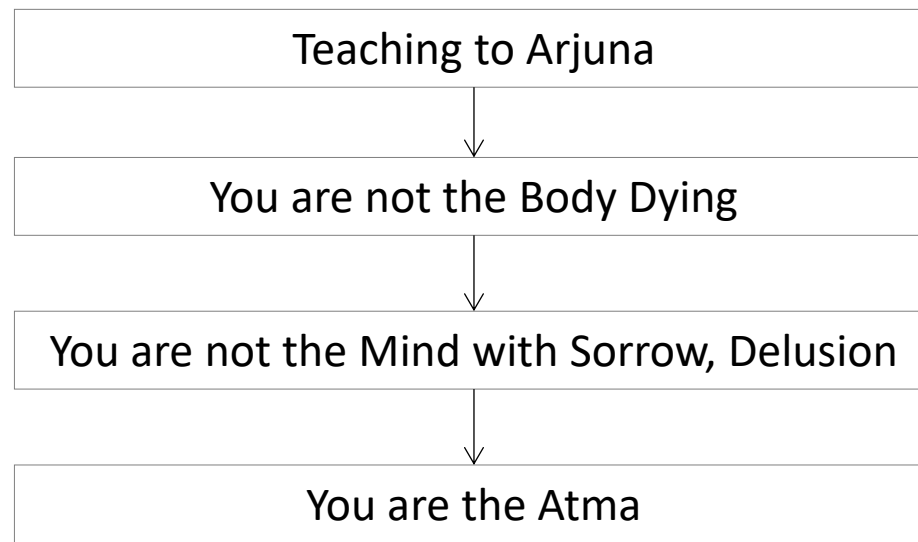 Teaching to Arjuna
You are not the Body Dying
You are not the Mind with Sorrow, Delusion
You are the Atma